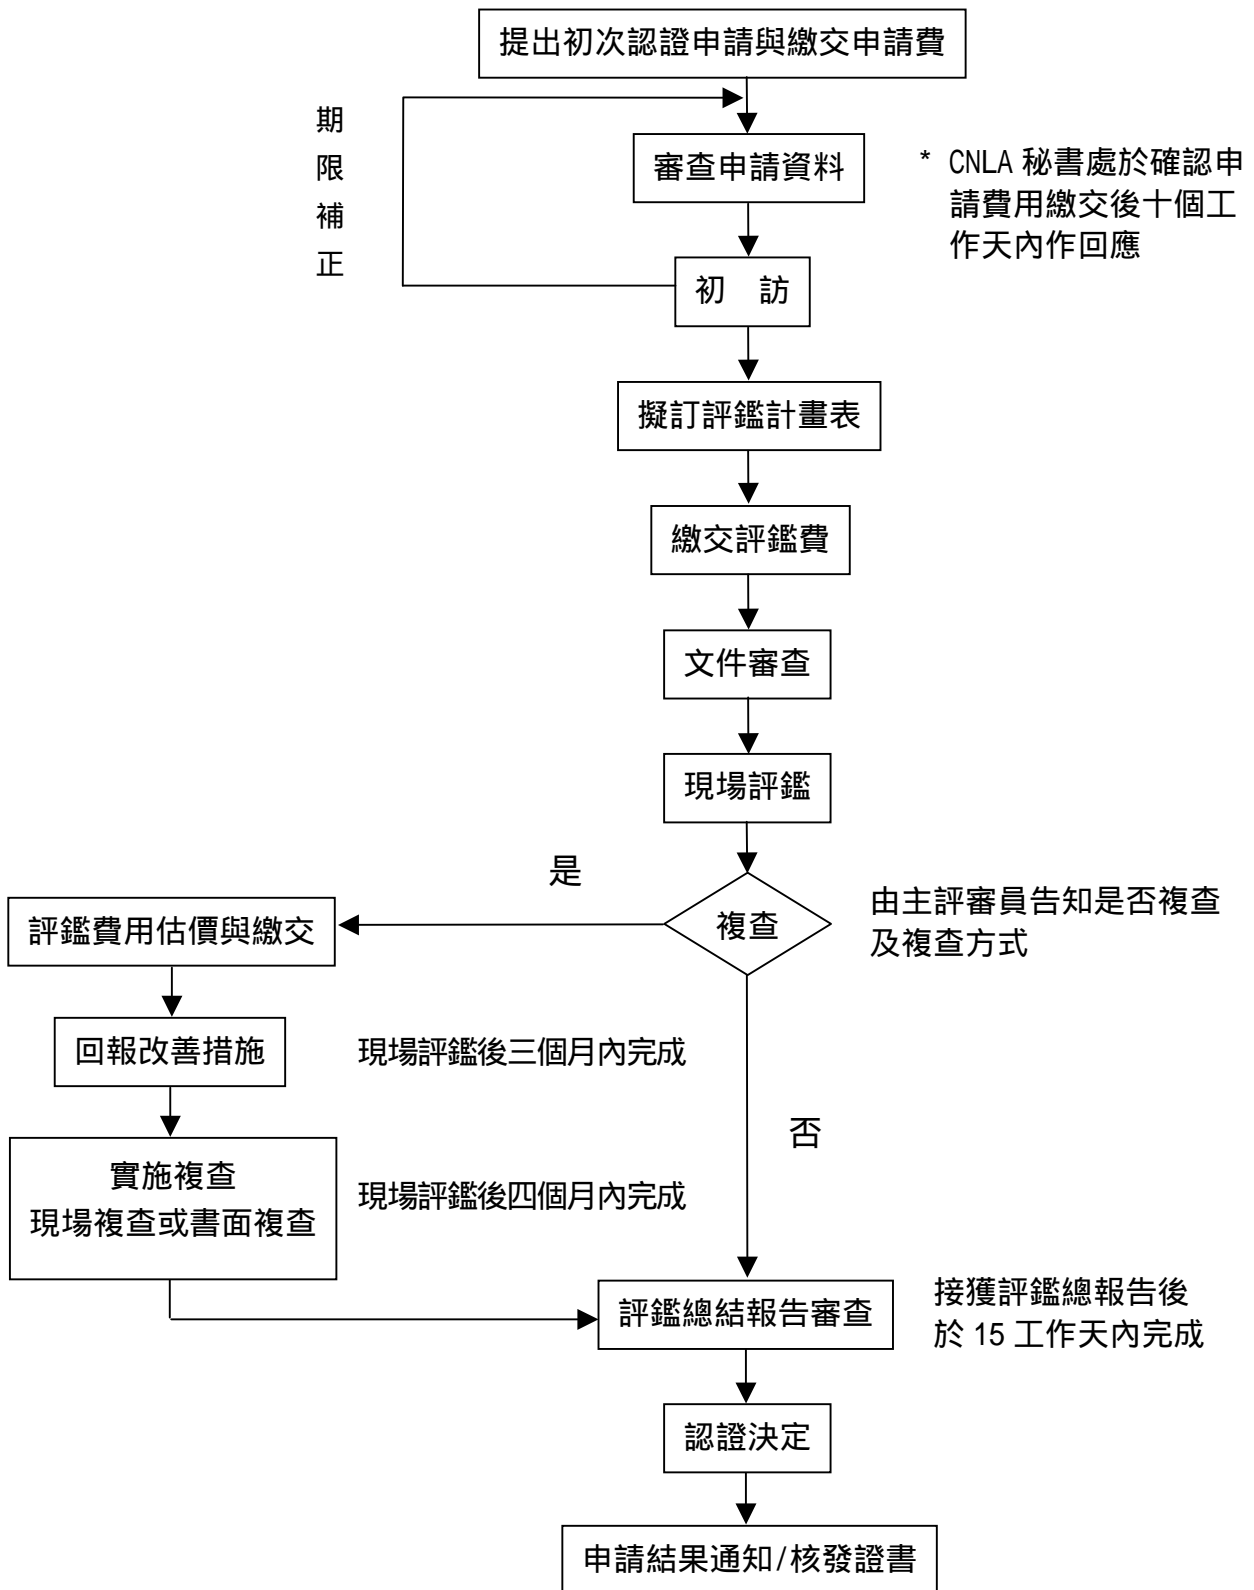 提出初次認證申請與繳交申請費
期
限
補
正
審查申請資料
* CNLA 秘書處於確認申
請費用繳交後十個工
作天內作回應
初 訪
擬訂評鑑計畫表
繳交評鑑費
文件審查
現場評鑑
是
複查
由主評審員告知是否複查
及複查方式
評鑑費用估價與繳交
回報改善措施
現場評鑑後三個月內完成
否
實施複查
現場複查或書面複查
現場評鑑後四個月內完成
評鑑總結報告審查
接獲評鑑總報告後
於 15 工作天內完成
認證決定
申請結果通知/核發證書